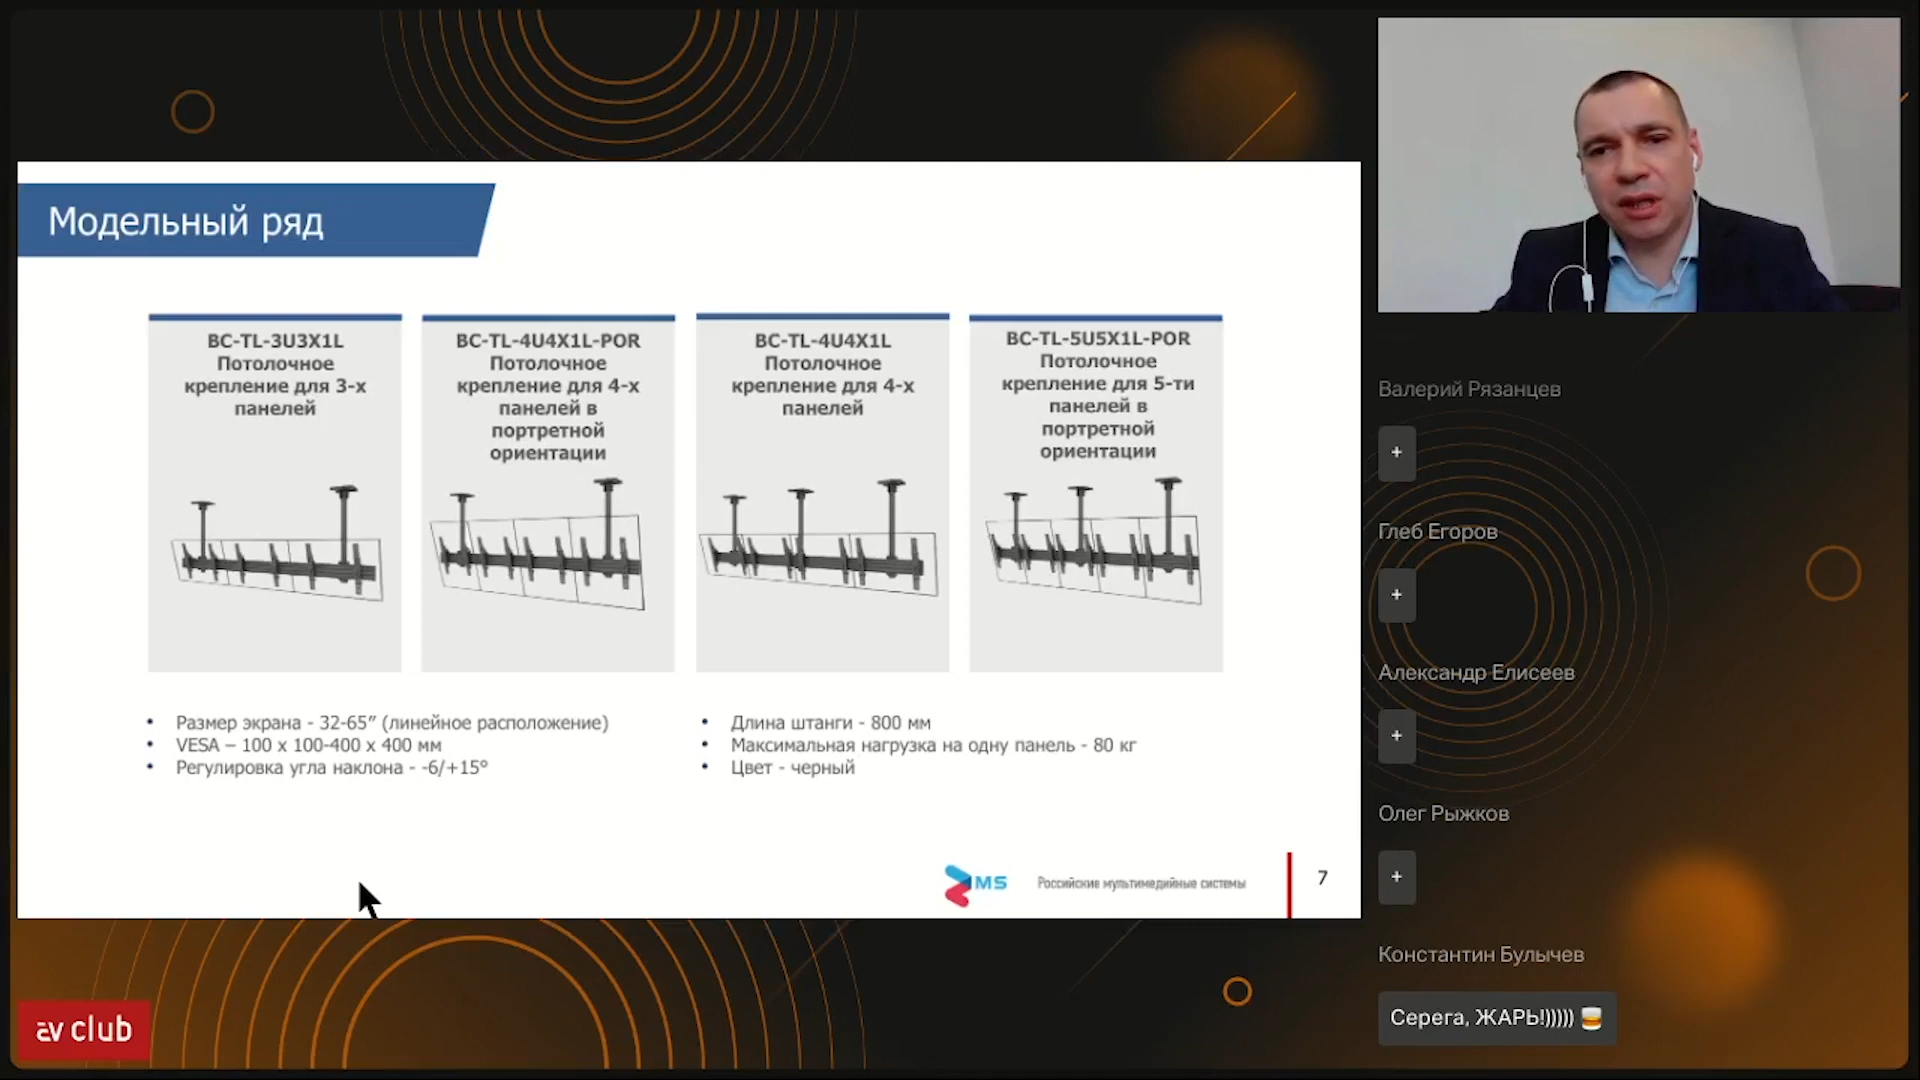 Модельный ряд
BC-TL-3U3X1L
Потолочное
крепление для 3-х
панелей
BC-TL-4U4X1L-POR
Потолочное
крепление для 4-х
панелей в
портретной
ориентации
BC-TL-4U4X1L
Потолочное
крепление для 4-х
панелей
BC-TL-5U5X1L-POR
Потолочное
крепление для 5-ти
панелей в
портретной
ориентации
• Размер экрана - 32-65″ (линейное расположение)
• VESA – 100 x 100-400 x 400 мм
• Регулировка угла наклона - -6/+15°
• Длина штанги - 800 мм
• Максимальная нагрузка на одну панель - 80 кг
• Цвет - черный
MS
Российские мультимедийные системы
7
av club
Валерий Рязанцев
+
Глеб Егоров
+
Александр Елисеев
+
Олег Рыжков
+
Константин Булычев
Серега, ЖАРЬ!))))) 🥃